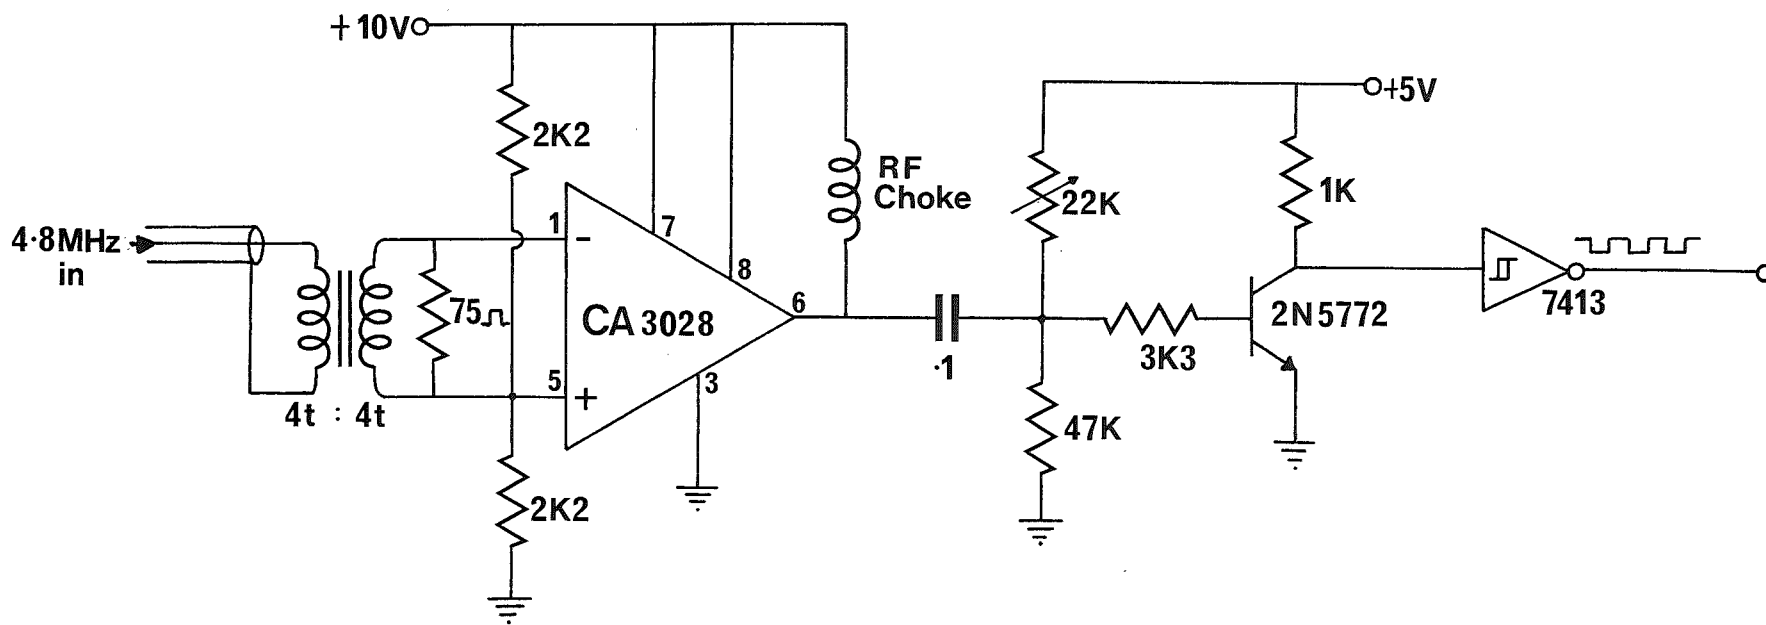 +10V
2K2
4·8MHz
in
4t : 4t
75Ω
2K2
1
5
CA 3028
7
8
6
3
RF
Choke
·1
22K
47K
3K3
+5V
1K
2N5772
7413